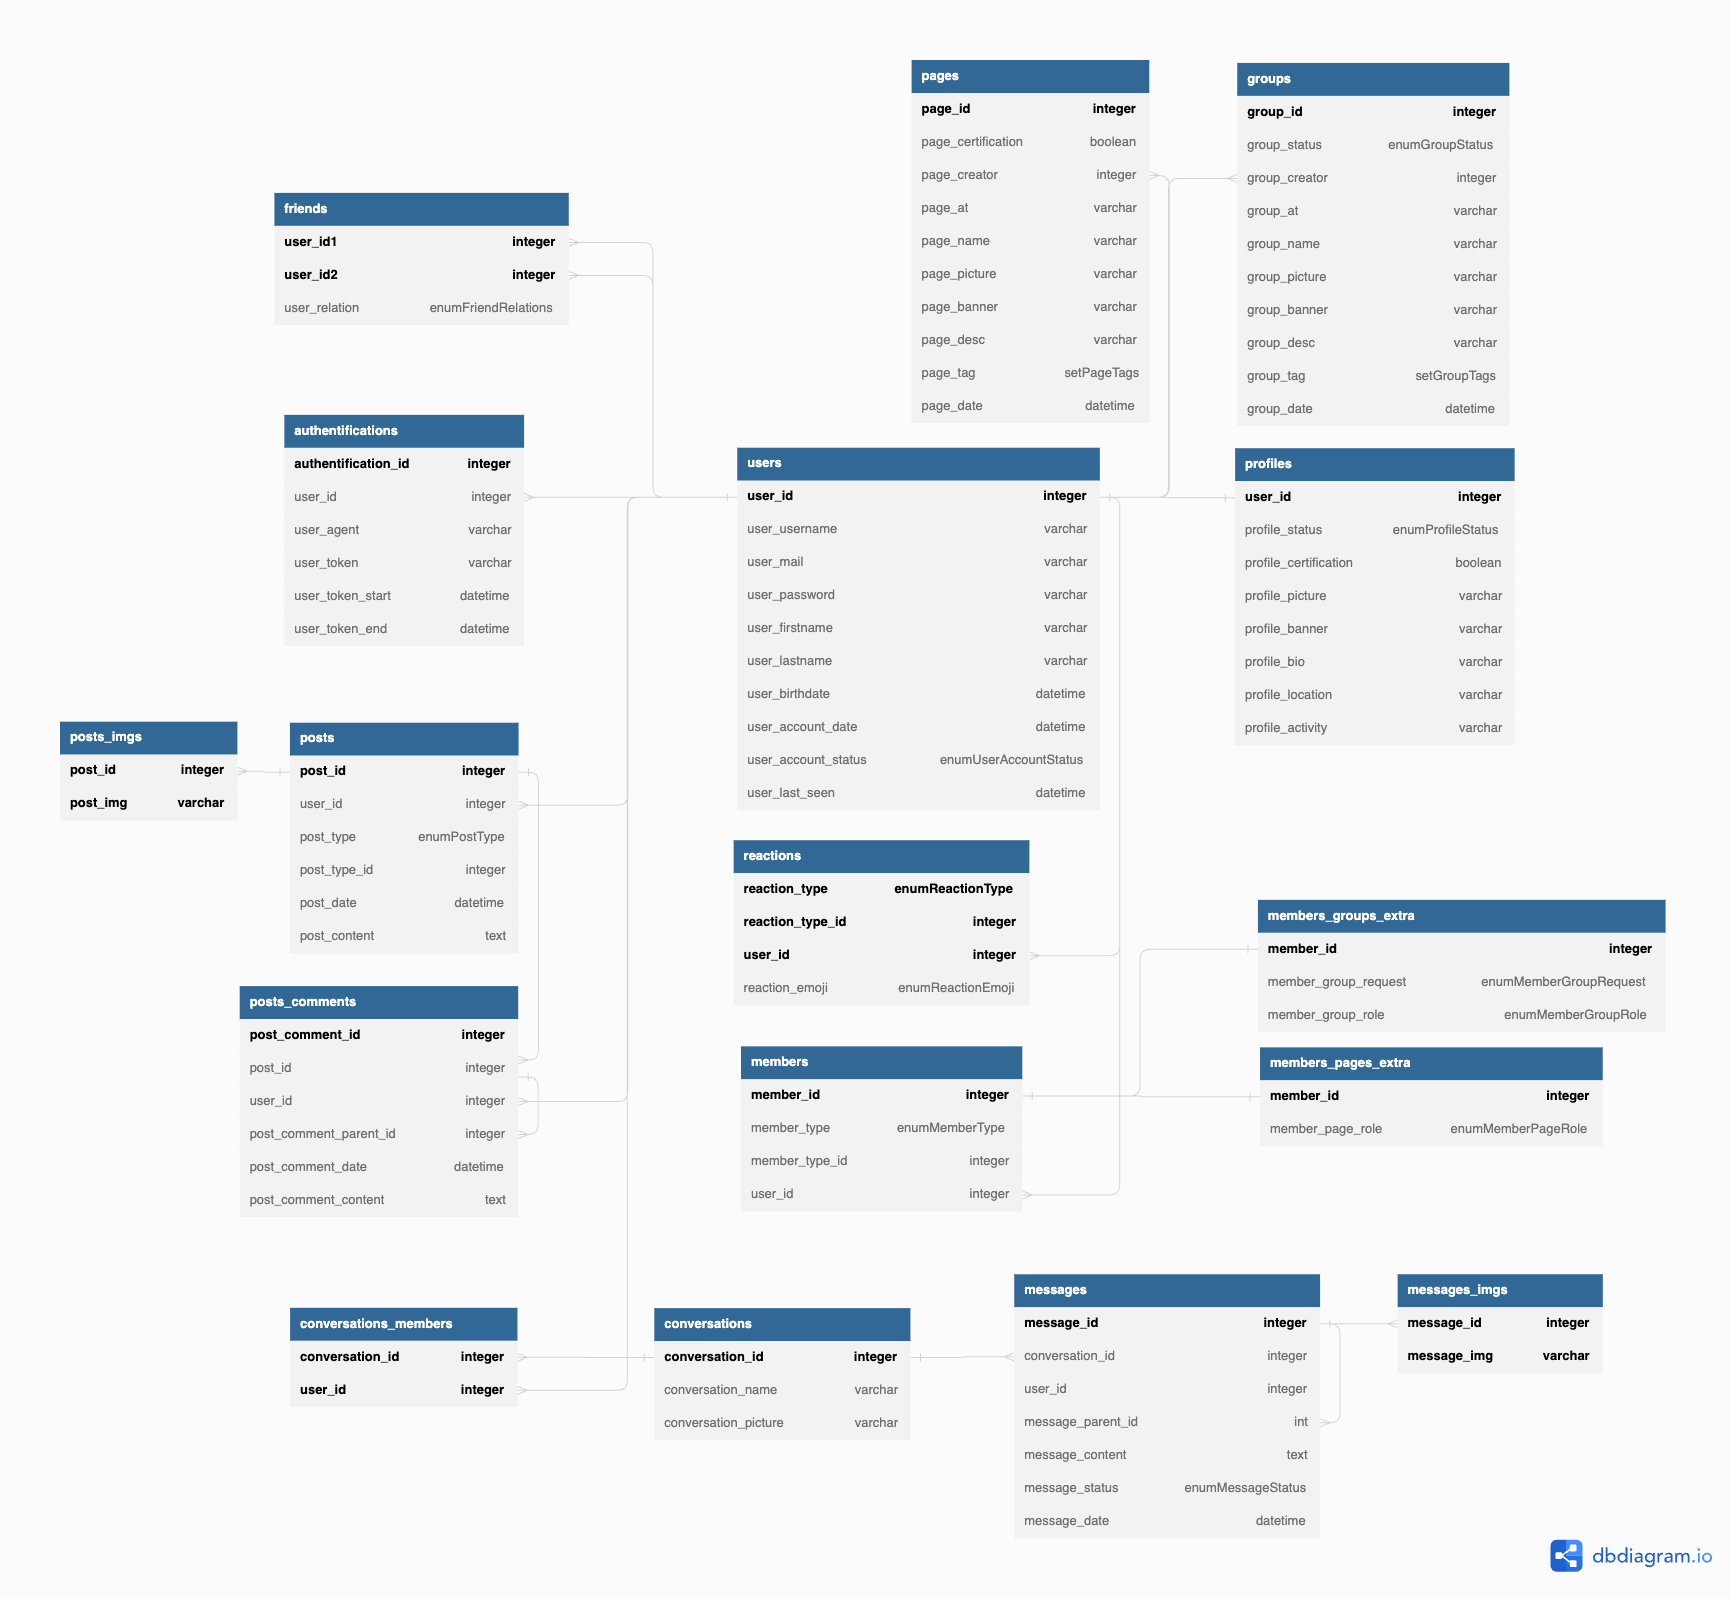 pages
page_id integer
page_certification boolean
page_creator integer
page_at varchar
page_name varchar
page_picture varchar
page_banner varchar
page_desc varchar
page_tag setPageTags
page_date datetime
groups
group_id integer
group_status enumGroupStatus
group_creator integer
group_at varchar
group_name varchar
group_picture varchar
group_banner varchar
group_desc varchar
group_tag setGroupTags
group_date datetime
friends
user_id1 integer
user_id2 integer
user_relation enumFriendRelations
authentifications
authentification_id integer
user_id integer
user_agent varchar
user_token varchar
user_token_start datetime
user_token_end datetime
users
user_id integer
user_username varchar
user_mail varchar
user_password varchar
user_firstname varchar
user_lastname varchar
user_birthdate datetime
user_account_date datetime
user_account_status enumUserAccountStatus
user_last_seen datetime
profiles
user_id integer
profile_status enumProfileStatus
profile_certification boolean
profile_picture varchar
profile_banner varchar
profile_bio varchar
profile_location varchar
profile_activity varchar
posts_imgs
post_id integer
post_img varchar
posts
post_id integer
user_id integer
post_type enumPostType
post_type_id integer
post_date datetime
post_content text
reactions
reaction_type enumReactionType
reaction_type_id integer
user_id integer
reaction_emoji enumReactionEmoji
members_groups_extra
member_id integer
member_group_request enumMemberGroupRequest
member_group_role enumMemberGroupRole
posts_comments
post_comment_id integer
post_id integer
user_id integer
post_comment_parent_id integer
post_comment_date datetime
post_comment_content text
members
member_id integer
member_type enumMemberType
member_type_id integer
user_id integer
members_pages_extra
member_id integer
member_page_role enumMemberPageRole
conversations_members
conversation_id integer
user_id integer
conversations
conversation_id integer
conversation_name varchar
conversation_picture varchar
messages
message_id integer
conversation_id integer
user_id integer
message_parent_id int
message_content text
message_status enumMessageStatus
message_date datetime
messages_imgs
message_id integer
message_img varchar
dbdiagram.io